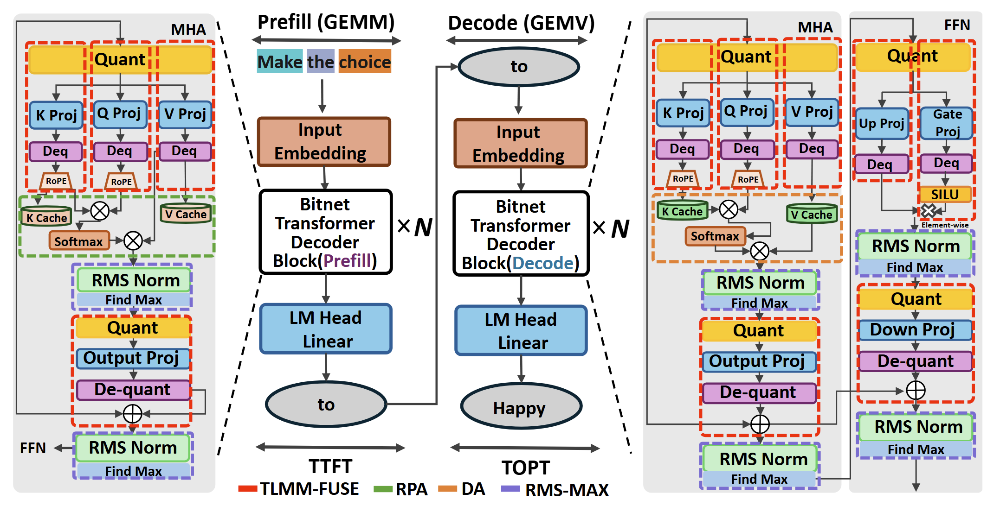 MHA
Quant
K Proj
Q Proj
V Proj
Deq
Deq
Deq
RoPE
RoPE
K Cache
V Cache
Softmax
RMS Norm
Find Max
Quant
Output Proj
De-quant
RMS Norm
Find Max
FFN
Prefill (GEMM)
Make the choice
Input
Embedding
Bitnet
Transformer
Decoder
Block(Prefill)
×N
LM Head
Linear
to
TTFT
Decode (GEMV)
to
Input
Embedding
Bitnet
Transformer
Decoder
Block(Decode)
×N
LM Head
Linear
Happy
TOPT
TLMM-FUSE
RPA
DA
RMS-MAX
MHA
Quant
K Proj
Q Proj
V Proj
Deq
Deq
Deq
RoPE
RoPE
K Cache
V Cache
Softmax
RMS Norm
Find Max
Quant
Output Proj
De-quant
RMS Norm
Find Max
FFN
Quant
Up Proj
Gate
Proj
Deq
Deq
SILU
Element-wise
RMS Norm
Find Max
Quant
Down Proj
De-quant
RMS Norm
Find Max